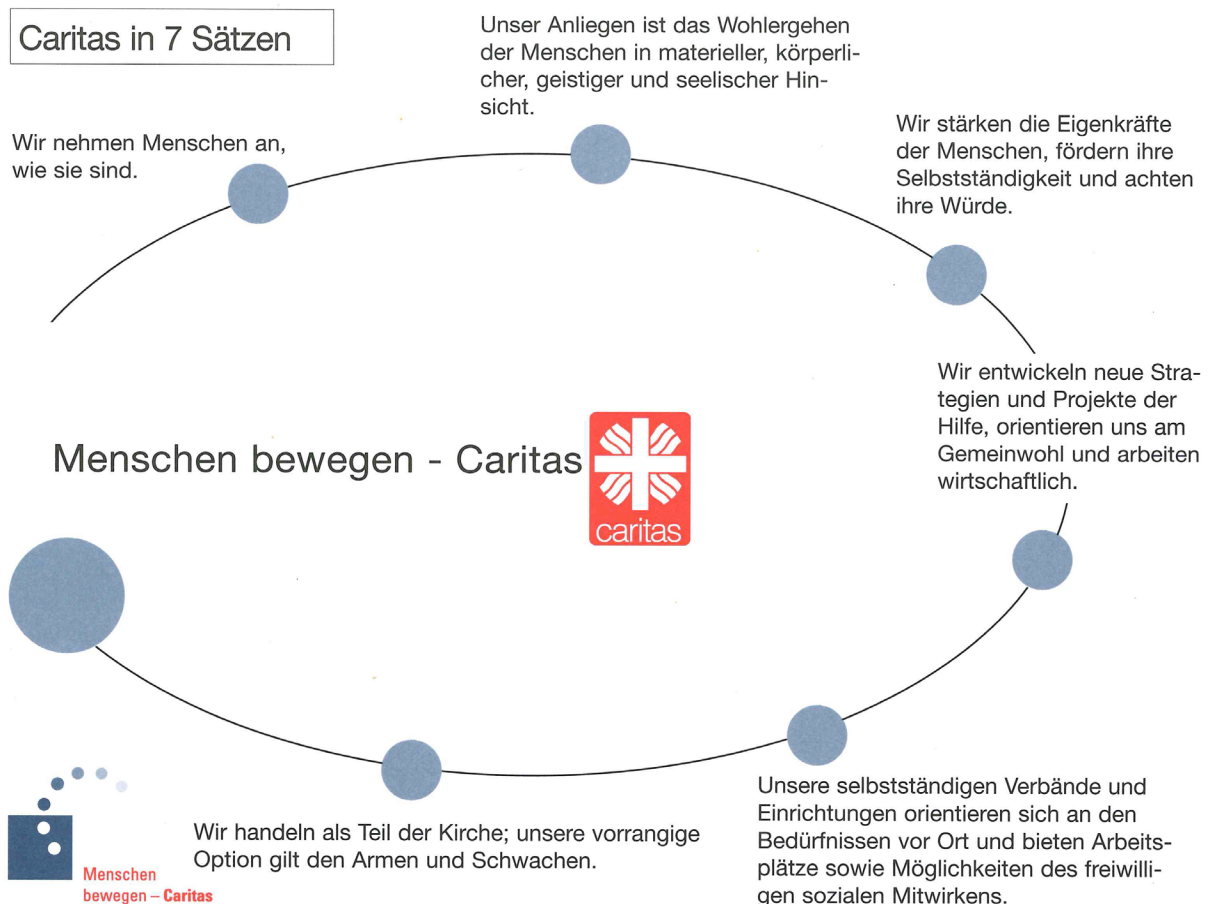 Caritas in 7 Sätzen
Unser Anliegen ist das Wohlergehen
der Menschen in materieller, körperli-
cher, geistiger und seelischer Hin-
sicht.
Wir nehmen Menschen an,
wie sie sind.
Wir stärken die Eigenkräfte
der Menschen, fördern ihre
Selbstständigkeit und achten
ihre Würde.
Wir entwickeln neue Stra-
tegien und Projekte der
Hilfe, orientieren uns am
Gemeinwohl und arbeiten
wirtschaftlich.
Menschen bewegen - Caritas
caritas
Unsere selbstständigen Verbände und
Einrichtungen orientieren sich an den
Bedürfnissen vor Ort und bieten Arbeits-
plätze sowie Möglichkeiten des freiwilli-
gen sozialen Mitwirkens.
Wir handeln als Teil der Kirche; unsere vorrangige
Option gilt den Armen und Schwachen.
Menschen
bewegen – Caritas